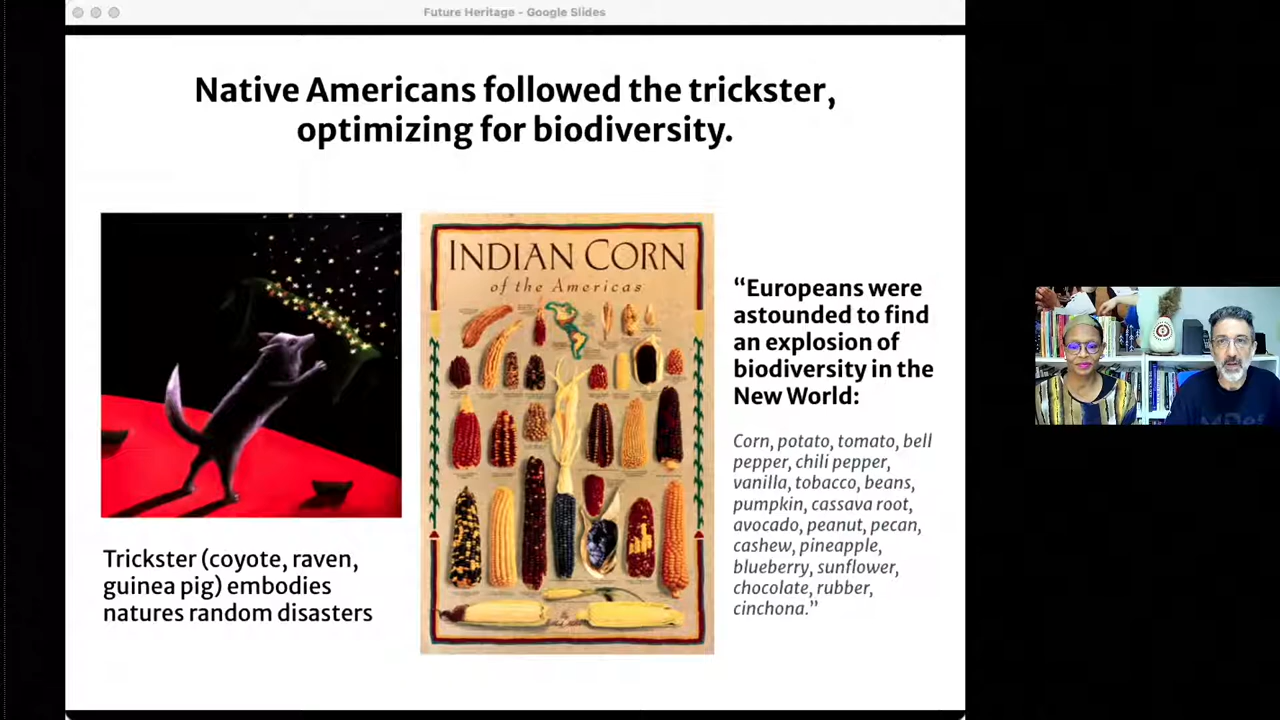 Future Heritage - Google Slides
Native Americans followed the trickster,
optimizing for biodiversity.
INDIAN CORN
of the Americas
“Europeans were
astounded to find
an explosion of
biodiversity in the
New World:
Corn, potato, tomato, bell
pepper, chili pepper,
vanilla, tobacco, beans,
pumpkin, cassava root,
avocado, peanut, pecan,
cashew, pineapple,
blueberry, sunflower,
chocolate, rubber,
cinchona.”
Trickster (coyote, raven,
guinea pig) embodies
natures random disasters